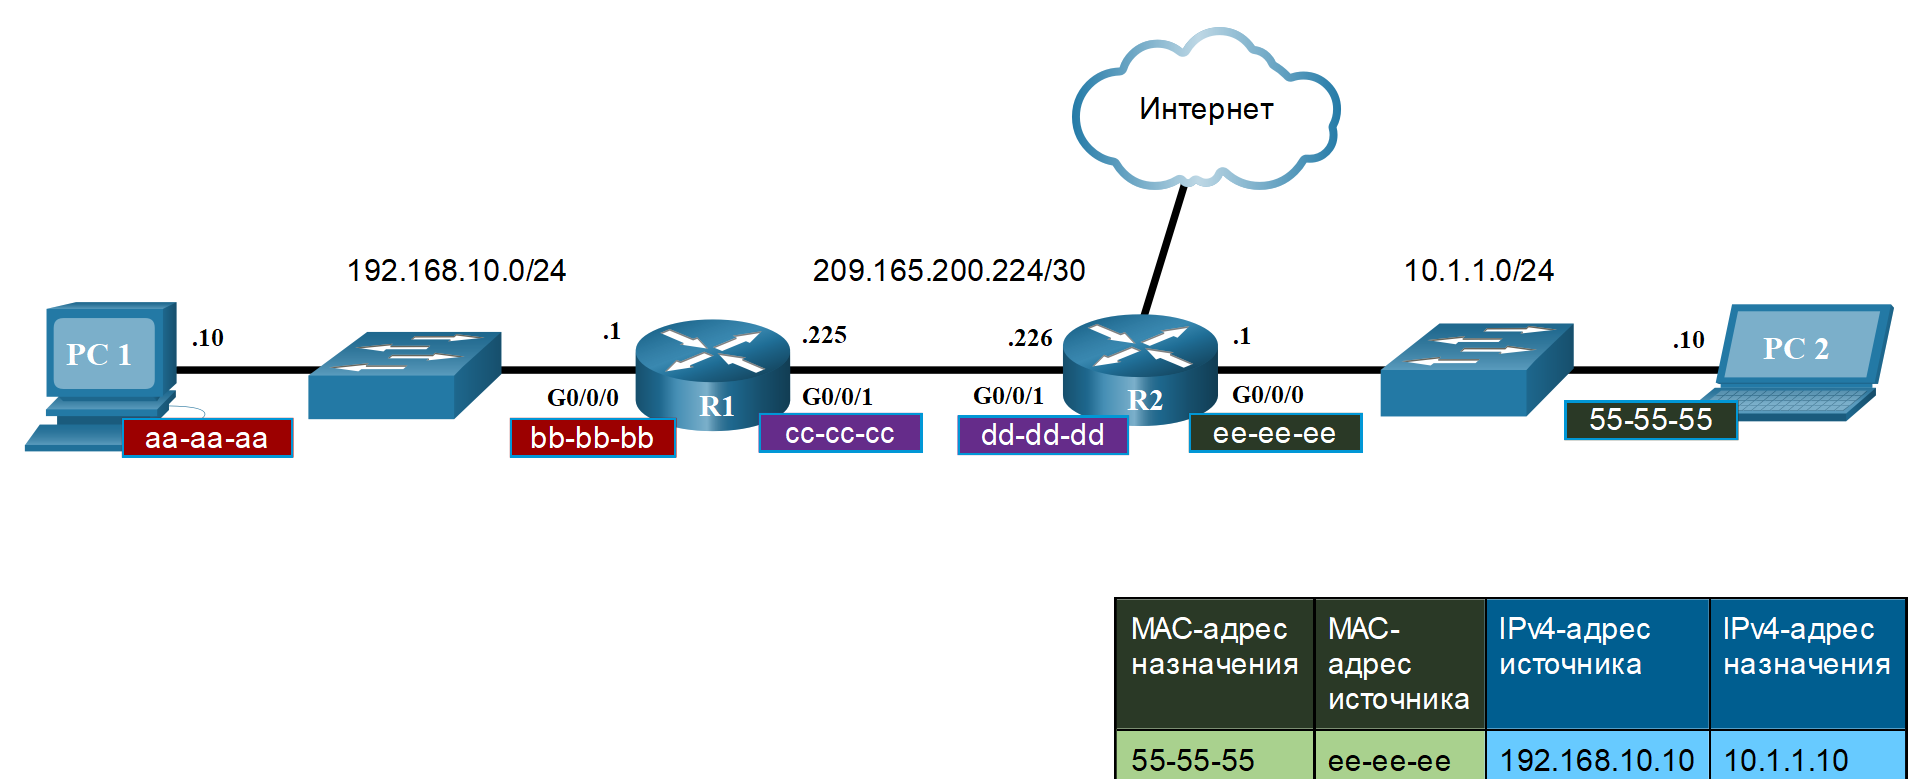 Интернет
192.168.10.0/24
209.165.200.224/30
10.1.1.0/24
PC 1
.10
.1
.225
.226
.1
.10
PC 2
G0/0/0
R1
G0/0/1
G0/0/1
R2
G0/0/0
aa-aa-aa
bb-bb-bb
cc-cc-cc
dd-dd-dd
ee-ee-ee
55-55-55
MAC-адрес
назначения
MAC-
адрес
источника
IPv4-адрес
источника
IPv4-адрес
назначения
55-55-55
ee-ee-ee
192.168.10.10
10.1.1.10